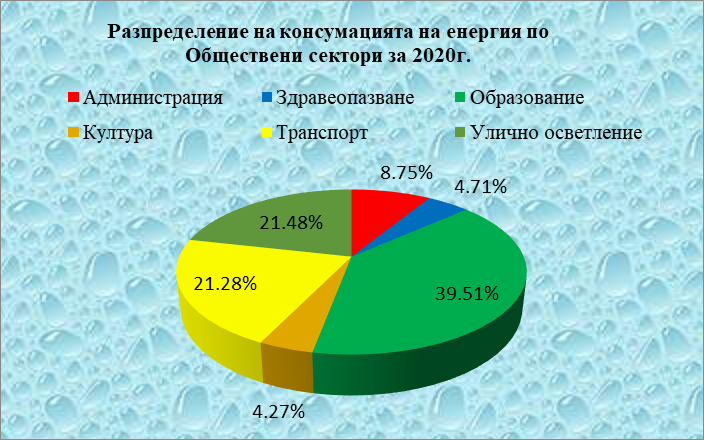 Разпределение на консумацията на енергия по
Обществени сектори за 2020г.
Администрация Здравеопазване Образование
Култура Транспорт Улично осветление
8.75%
4.71%
21.48%
21.28%
39.51%
4.27%